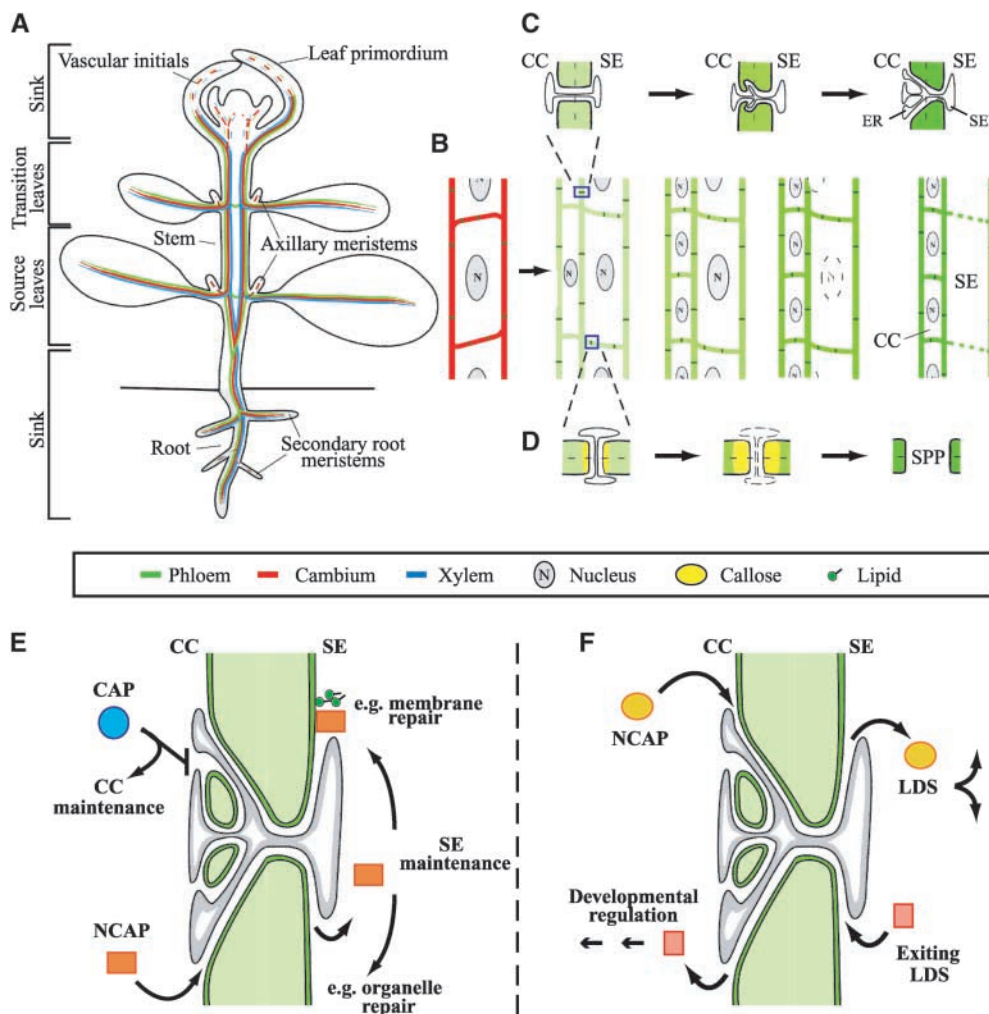 A
Vascular initials
Leaf primordium
Sink
Transition
leaves
Stem
Axillary meristems
Source
leaves
Sink
Root
Secondary root
meristems
C
CC
SE
CC
SE
CC
SE
ER
SE
B
N
N
N
N
N
N
N
N
N
N
N
SE
CC
D
SPP
Phloem
Cambium
Xylem
N
Nucleus
Callose
Lipid
E
CC
SE
CAP
CC
maintenance
e.g. membrane
repair
SE
maintenance
NCAP
e.g. organelle
repair
F
CC
SE
NCAP
LDS
Developmental
regulation
Exiting
LDS